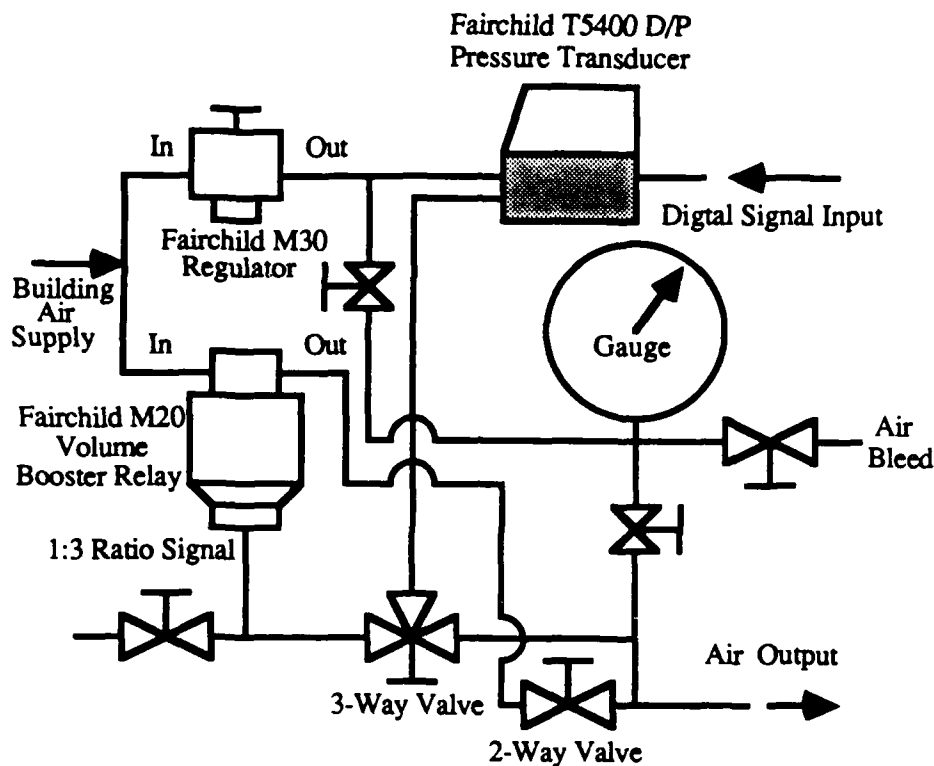 Fairchild T5400 D/P
Pressure Transducer
In
Out
Digtal Signal Input
Fairchild M30
Regulator
Building
Air
Supply
In
Out
Gauge
Fairchild M20
Volume
Booster Relay
Air
Bleed
1:3 Ratio Signal
Air Output
3-Way Valve
2-Way Valve